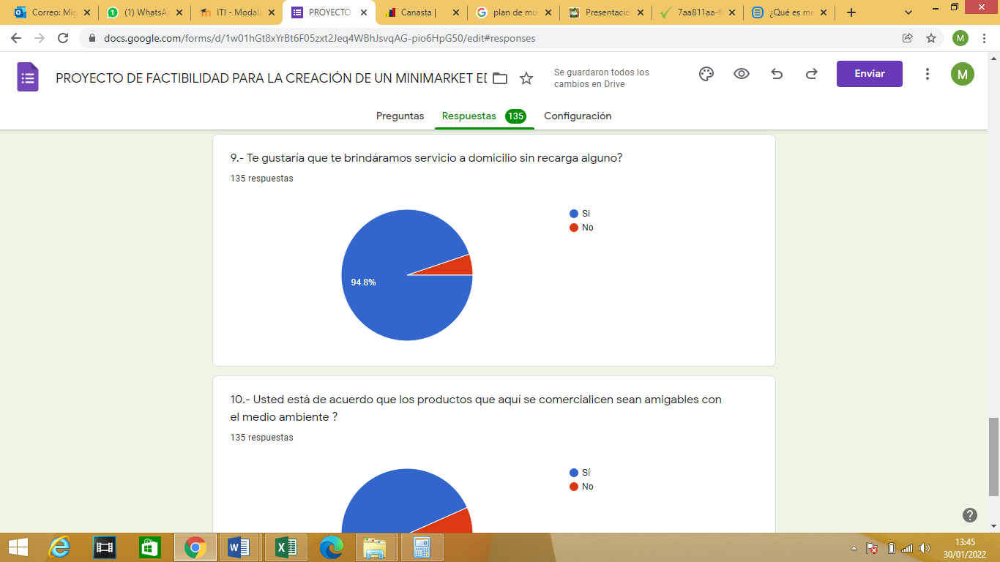 Correo: Mig
(1) WhatsAp
ITI - Modali
PROYECTO
Canasta |
plan de mu
Presentació
7aa811aa-f
¿Qué es me
docs.google.com/forms/d/1w01hGt8xYrBt6F05zxt2Jeq4WBhJsvqAG-pio6HpG50/edit#responses
M
PROYECTO DE FACTIBILIDAD PARA LA CREACIÓN DE UN MINIMARKET EC
Se guardaron todos los
cambios en Drive
Enviar
M
Preguntas
Respuestas 135
Configuración
9.- Te gustaría que te brindáramos servicio a domicilio sin recarga alguno?
135 respuestas
Si
No
94.8%
10.- Usted está de acuerdo que los productos que aquí se comercialicen sean amigables con
el medio ambiente ?
135 respuestas
Sí
No
13:45
30/01/2022